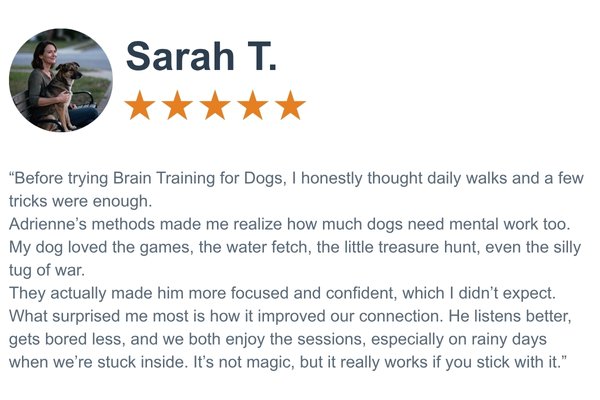 Sarah T.
“Before trying Brain Training for Dogs, I honestly thought daily walks and a few
tricks were enough.
Adrienne’s methods made me realize how much dogs need mental work too.
My dog loved the games, the water fetch, the little treasure hunt, even the silly
tug of war.
They actually made him more focused and confident, which I didn’t expect.
What surprised me most is how it improved our connection. He listens better,
gets bored less, and we both enjoy the sessions, especially on rainy days
when we’re stuck inside. It’s not magic, but it really works if you stick with it.”